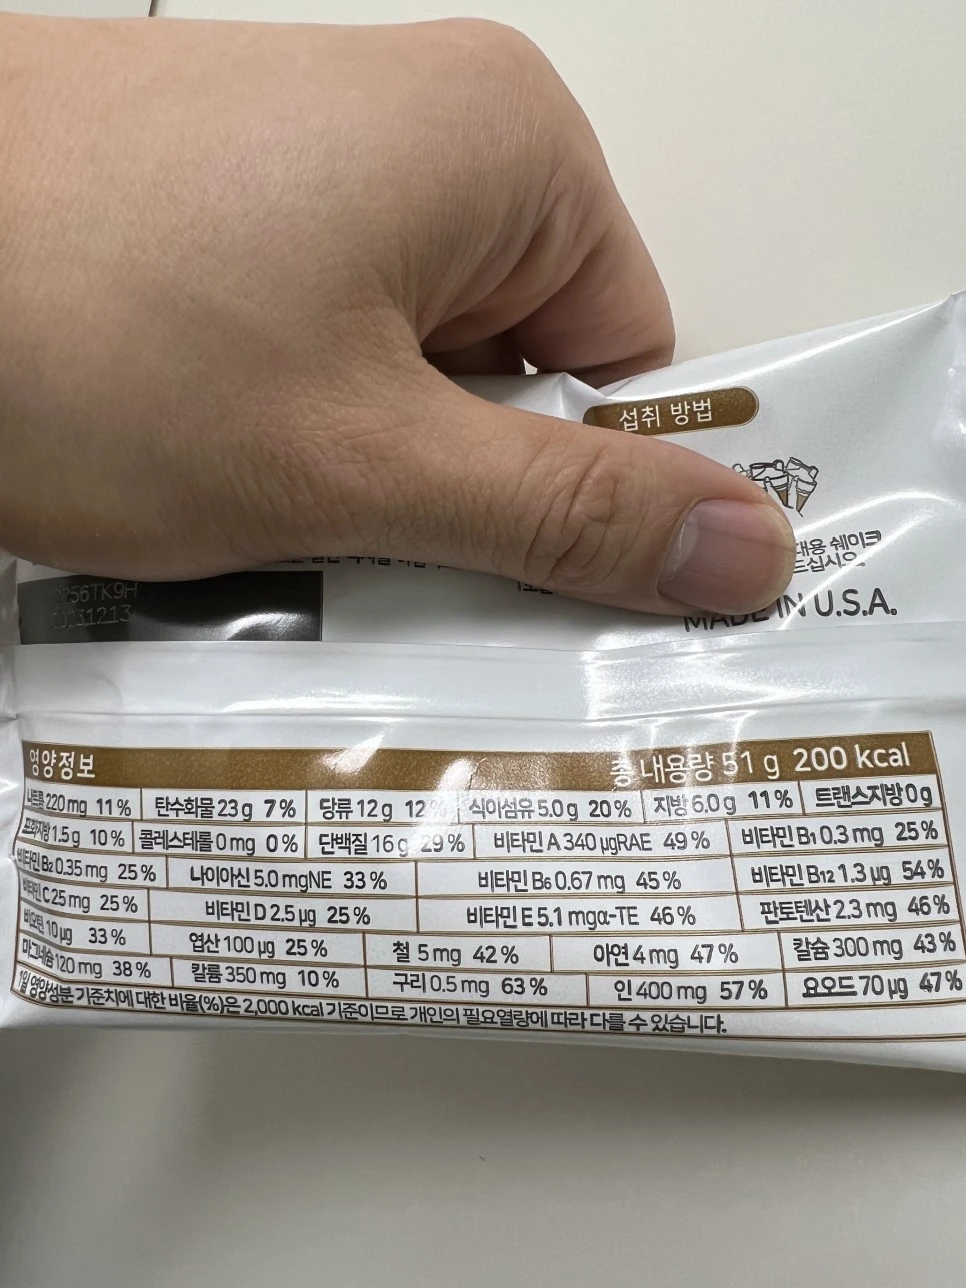 섭취 방법
대용 쉐이크
드십시오.
256TK9H
20231213
MADE IN U.S.A.
영양정보 총 내용량 51 g 200 kcal
나트륨 220 mg 11 % 탄수화물 23 g 7 % 당류 12 g 12 % 식이섬유 5.0 g 20 % 지방 6.0 g 11 % 트랜스지방 0 g
포화지방 1.5 g 10 % 콜레스테롤 0 mg 0 % 단백질 16 g 29 % 비타민 A 340 μgRAE 49 % 비타민 B1 0.3 mg 25 %
비타민 B2 0.35 mg 25 % 나이아신 5.0 mgNE 33 % 비타민 B6 0.67 mg 45 % 비타민 B12 1.3 μg 54 %
비타민 C 25 mg 25 % 비타민 D 2.5 μg 25 % 비타민 E 5.1 mgα-TE 46 % 판토텐산 2.3 mg 46 %
비오틴 10 μg 33 % 엽산 100 μg 25 % 철 5 mg 42 % 아연 4 mg 47 % 칼슘 300 mg 43 %
마그네슘 120 mg 38 % 칼륨 350 mg 10 % 구리 0.5 mg 63 % 인 400 mg 57 % 요오드 70 μg 47 %
1일 영양성분 기준치에 대한 비율(%)은 2,000 kcal 기준이므로 개인의 필요열량에 따라 다를 수 있습니다.